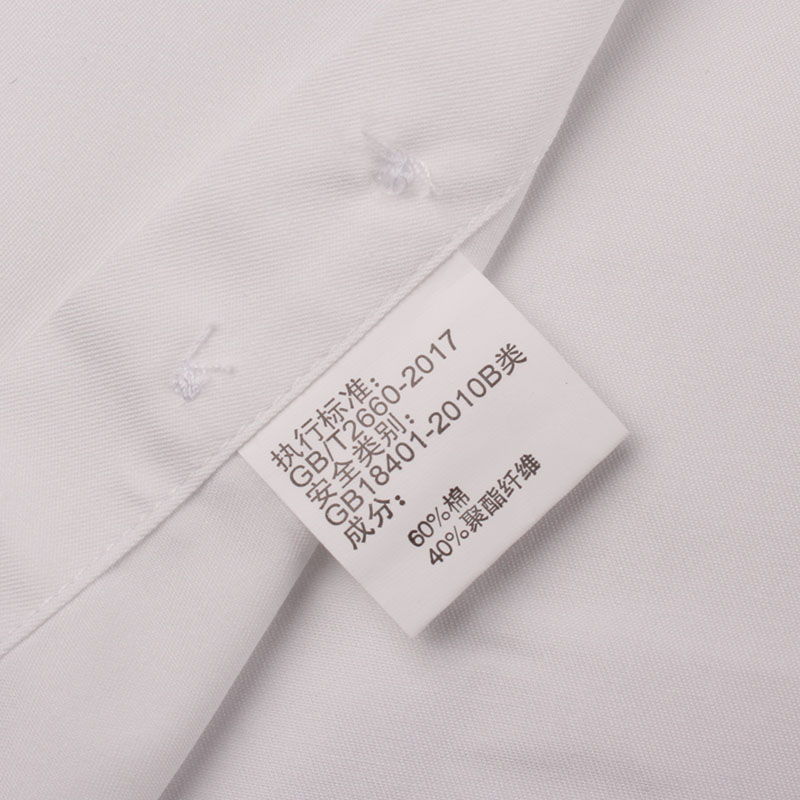 执行标准：
GB/T2660-2017
安全类别：
GB18401-2010B类
成分：
60%棉
40%聚酯纤维